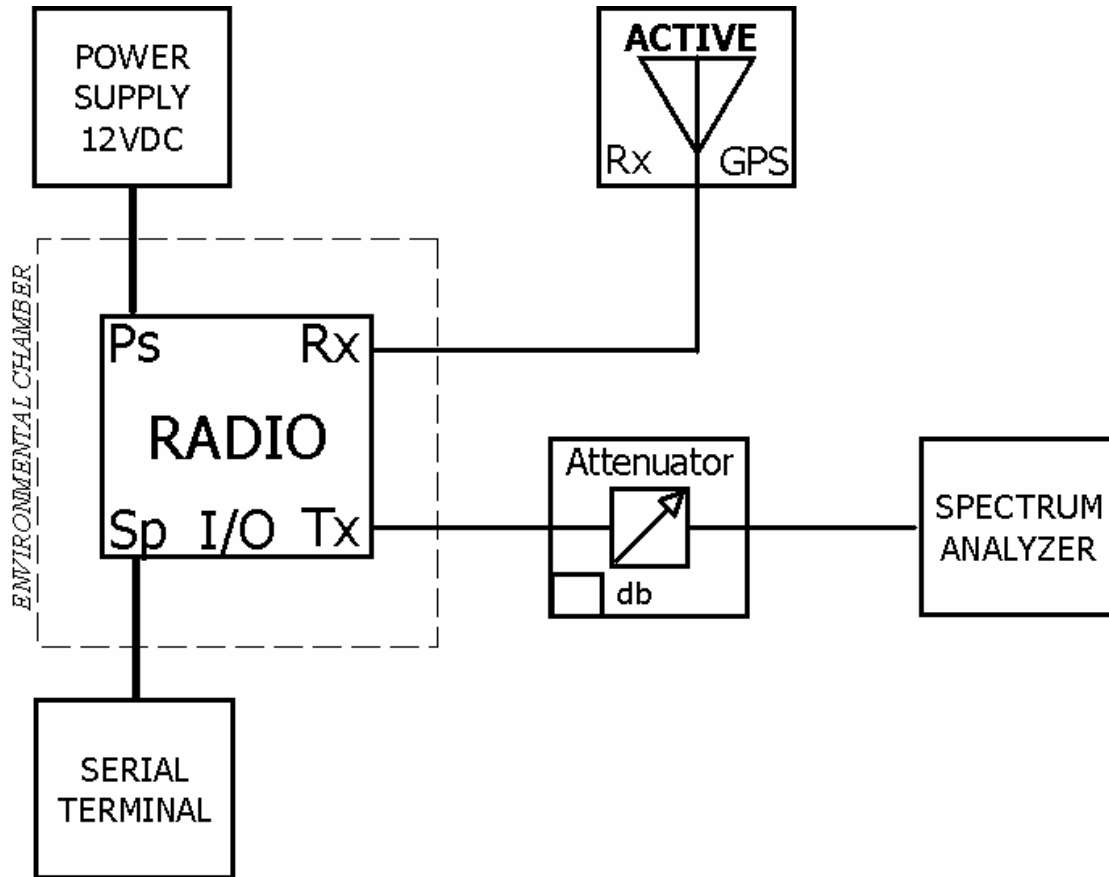 POWER
SUPPLY
12VDC
ACTIVE
Rx GPS
ENVIRONMENTAL CHAMBER
Ps Rx
RADIO
Sp I/O Tx
Attenuator
db
SPECTRUM
ANALYZER
SERIAL
TERMINAL